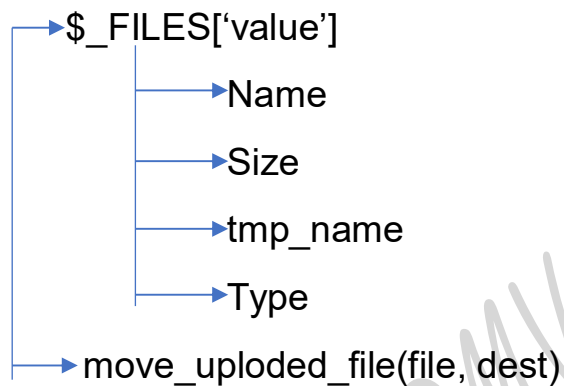 $_FILES[‘value’]
Name
Size
tmp_name
Type
move_uploded_file(file, dest)